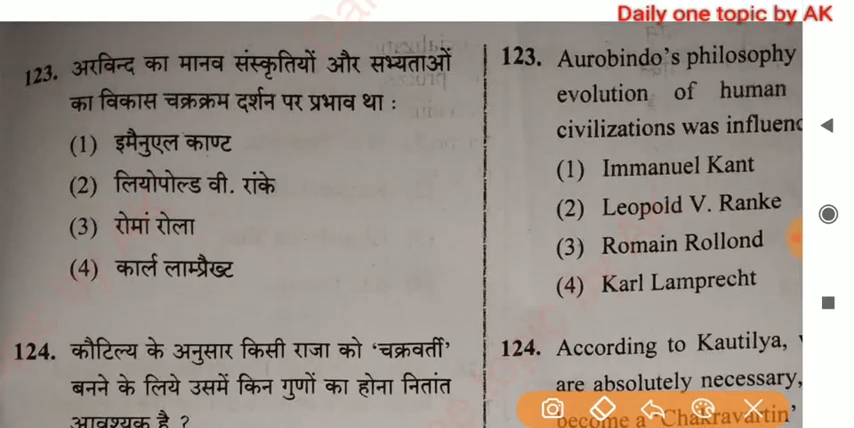 Daily one topic by AK
123. अरविन्द का मानव संस्कृतियों और सभ्यताओं
का विकास चक्रक्रम दर्शन पर प्रभाव था :
(1) इमैनुएल काण्ट
(2) लियोपोल्ड वी. रांके
(3) रोमां रोला
(4) कार्ल लाम्प्रैख्ट
124. कौटिल्य के अनुसार किसी राजा को ‘चक्रवर्ती’
बनने के लिये उसमें किन गुणों का होना नितांत
आवश्यक है ?
123. Aurobindo’s philosophy
evolution of human
civilizations was influenc
(1) Immanuel Kant
(2) Leopold V. Ranke
(3) Romain Rollond
(4) Karl Lamprecht
124. According to Kautilya,
are absolutely necessary,
become a ‘Chakravartin’